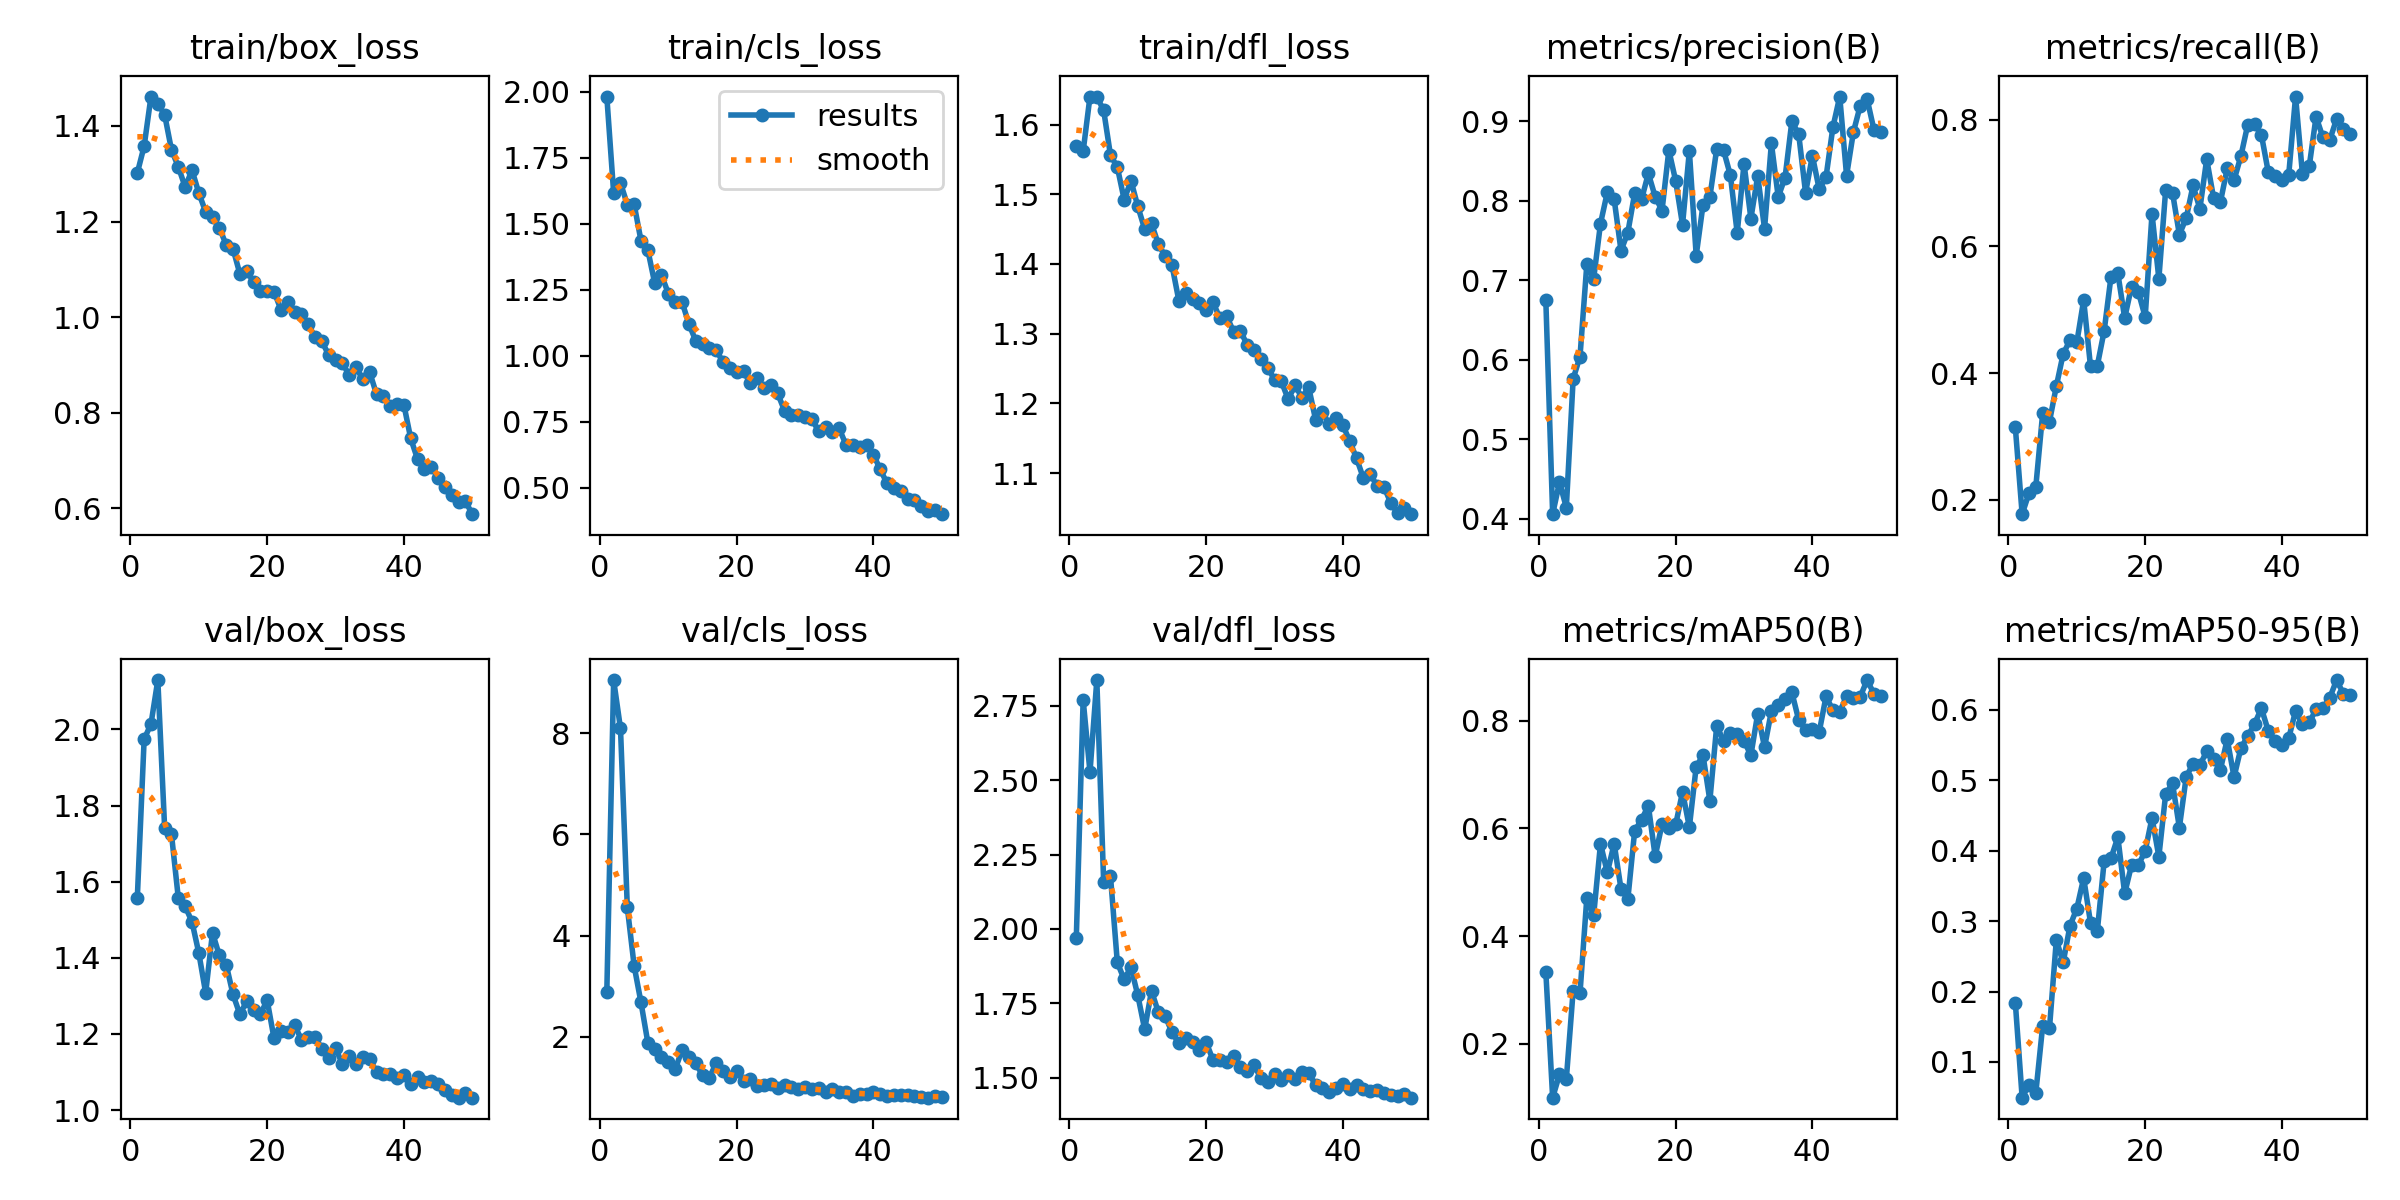 train/box_loss
1.4
1.2
1.0
0.8
0.6
0 20 40
train/cls_loss
results
smooth
2.00
1.75
1.50
1.25
1.00
0.75
0.50
0 20 40
train/dfl_loss
1.6
1.5
1.4
1.3
1.2
1.1
0 20 40
metrics/precision(B)
0.9
0.8
0.7
0.6
0.5
0.4
0 20 40
metrics/recall(B)
0.8
0.6
0.4
0.2
0 20 40
val/box_loss
2.0
1.8
1.6
1.4
1.2
1.0
0 20 40
val/cls_loss
8
6
4
2
0 20 40
val/dfl_loss
2.75
2.50
2.25
2.00
1.75
1.50
0 20 40
metrics/mAP50(B)
0.8
0.6
0.4
0.2
0 20 40
metrics/mAP50-95(B)
0.6
0.5
0.4
0.3
0.2
0.1
0 20 40